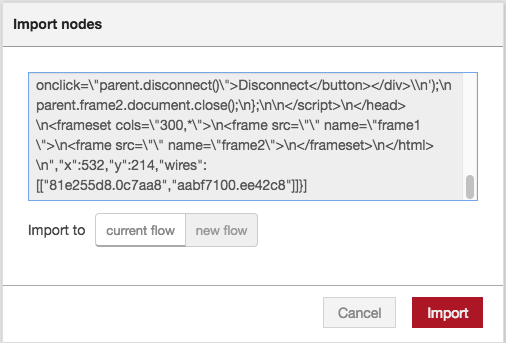 Import nodes
onclick=\"parent.disconnect()\">Disconnect</button></div>\\n');\n
parent.frame2.document.close();\n};\n\n</script>\n</head>
\n<frameset cols=\"300,*\">\n<frame src=\"\" name=\"frame1
\">\n<frame src=\"\" name=\"frame2\">\n</frameset>\n</html>
\n","x":532,"y":214,"wires":
[["81e255d8.0c7aa8","aabf7100.ee42c8"]]}]
Import to current flow new flow
Cancel Import